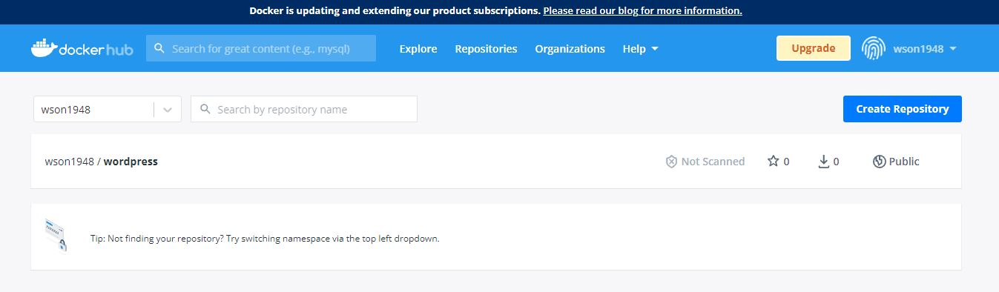 Docker is updating and extending our product subscriptions. Please read our blog for more information.
docker hub Search for great content (e.g., mysql) Explore Repositories Organizations Help Upgrade wson1948
wson1948 Search by repository name Create Repository
wson1948 / wordpress Not Scanned 0 0 Public
Tip: Not finding your repository? Try switching namespace via the top left dropdown.